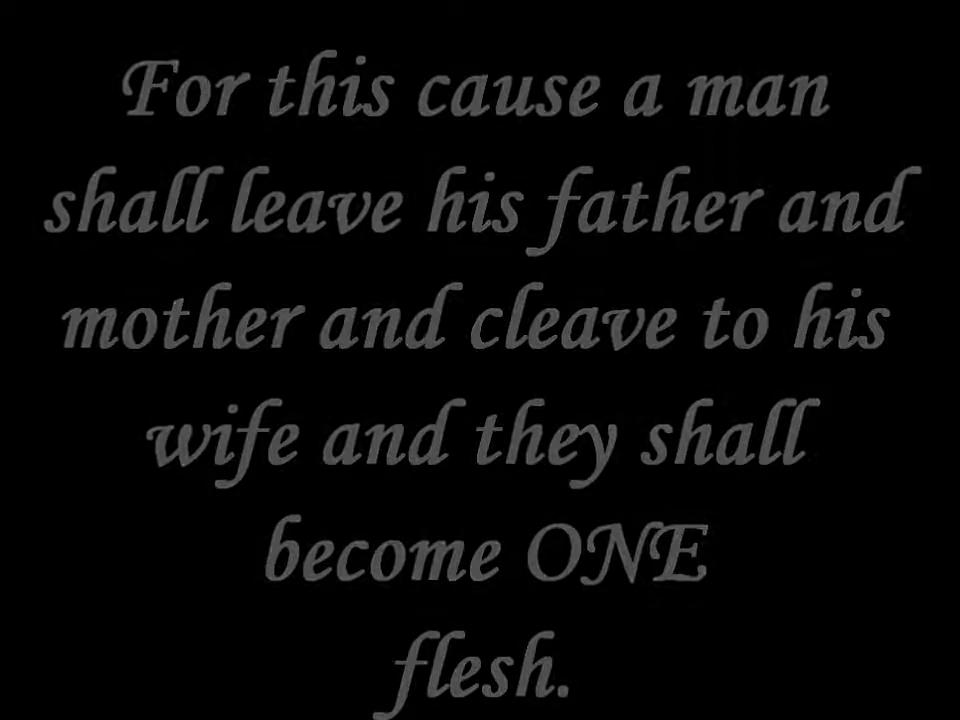 For this cause a man
shall leave his father and
mother and cleave to his
wife and they shall
become ONE
flesh.